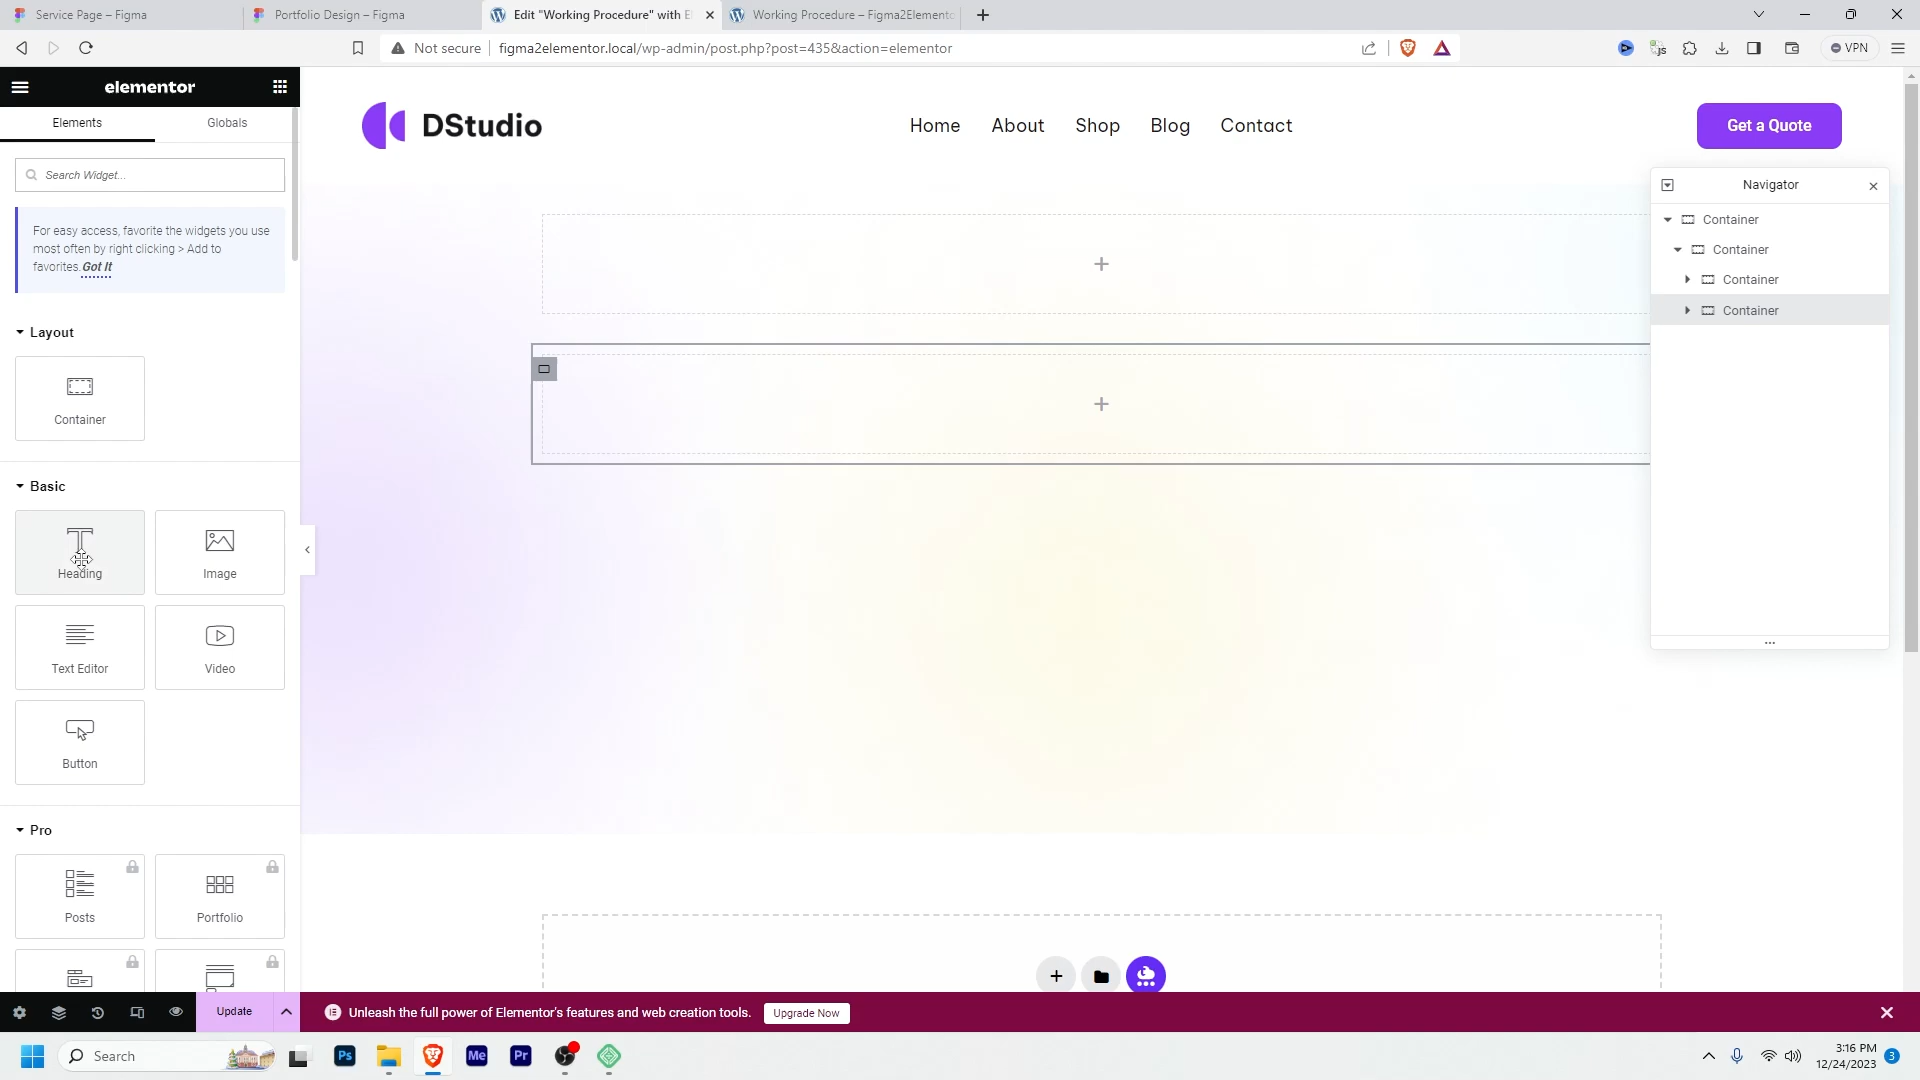 Service Page – Figma
Portfolio Design – Figma
Edit "Working Procedure" with E
Working Procedure – Figma2Elemento
Not secure
figma2elementor.local/wp-admin/post.php?post=435&action=elementor
VPN
elementor
Elements
Globals
Search Widget...
For easy access, favorite the widgets you use
most often by right clicking > Add to
favorites. Got It
Layout
Container
Basic
Heading
Image
Text Editor
Video
Button
Pro
Posts
Portfolio
Update
DStudio
Home
About
Shop
Blog
Contact
Get a Quote
Navigator
Container
Container
Container
Container
Unleash the full power of Elementor's features and web creation tools.
Upgrade Now
Search
Ps
Me
Pr
3:16 PM
12/24/2023
3